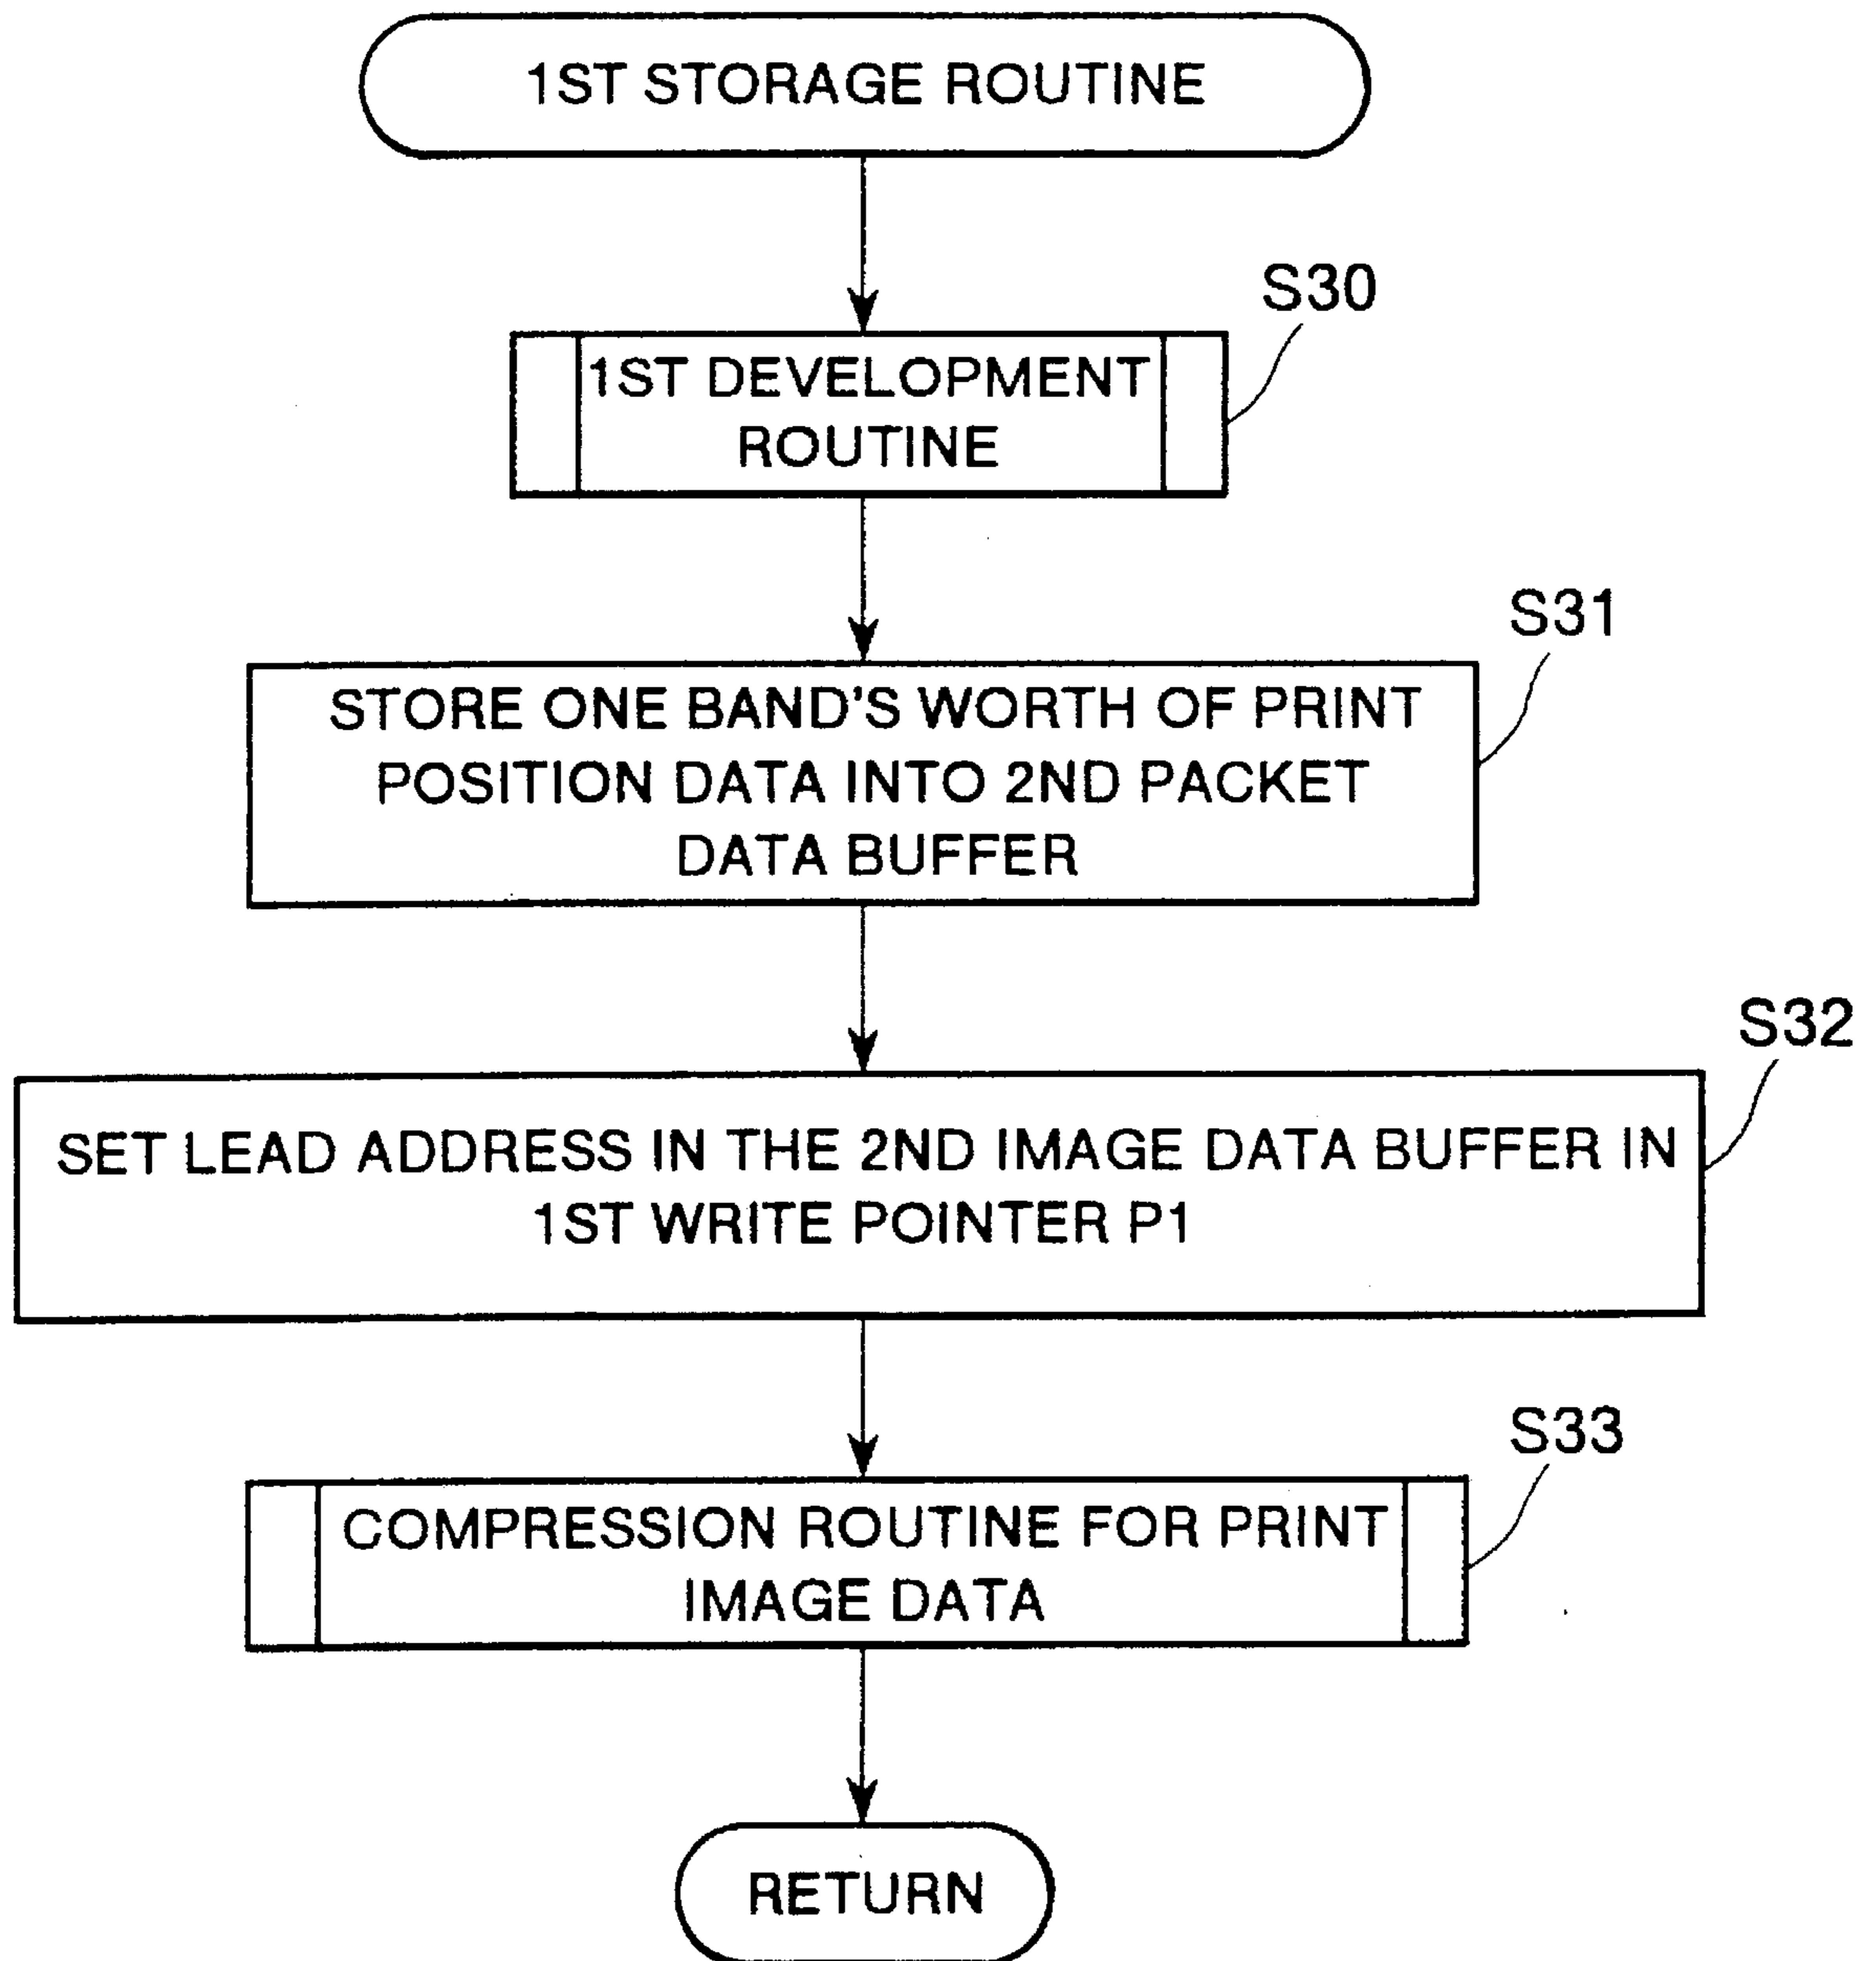 1ST STORAGE ROUTINE
S30
1ST DEVELOPMENT
ROUTINE
S31
STORE ONE BAND'S WORTH OF PRINT
POSITION DATA INTO 2ND PACKET
DATA BUFFER
S32
SET LEAD ADDRESS IN THE 2ND IMAGE DATA BUFFER IN
1ST WRITE POINTER P1
S33
COMPRESSION ROUTINE FOR PRINT
IMAGE DATA
RETURN